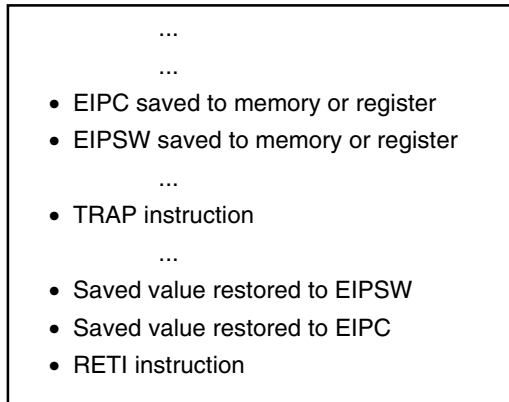 ...
...
• EIPC saved to memory or register
• EIPSW saved to memory or register
...
• TRAP instruction
...
• Saved value restored to EIPSW
• Saved value restored to EIPC
• RETI instruction